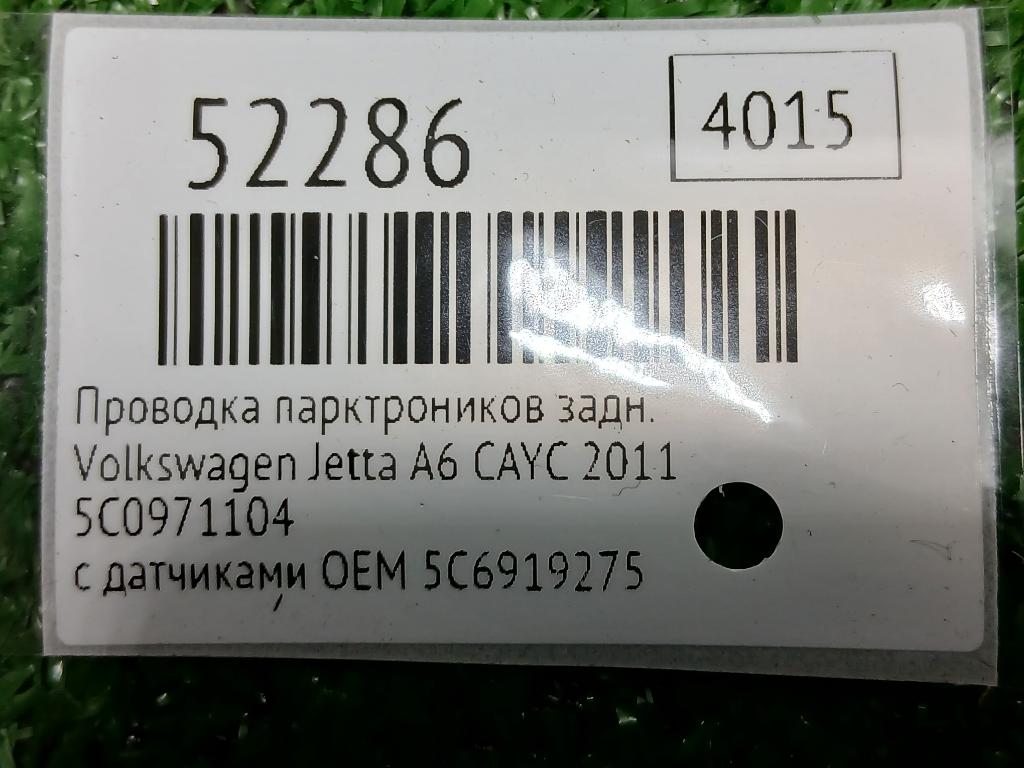 52286
4015
Проводка парктроников задн.
Volkswagen Jetta A6 CAYC 2011
5C0971104
с датчиками OEM 5C6919275